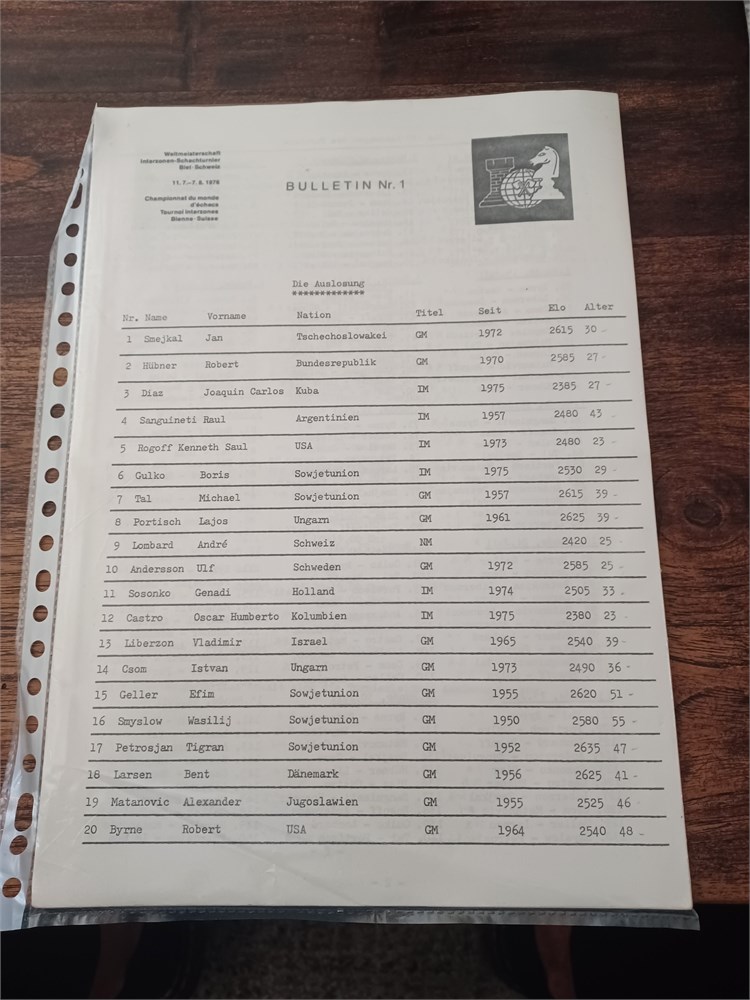 Weltmeisterschaft
Interzonen-Schachturnier
Biel-Schweiz
11. 7.–7. 8. 1976
Championnat du monde
d'échecs
Tournoi Interzones
Bienne-Suisse
BULLETIN Nr. 1
Die Auslosung
*************
Nr. Name Vorname Nation Titel Seit Elo Alter
1 Smejkal Jan Tschechoslowakei GM 1972 2615 30 -
2 Hübner Robert Bundesrepublik GM 1970 2585 27 -
3 Diaz Joaquin Carlos Kuba IM 1975 2385 27 -
4 Sanguineti Raul Argentinien IM 1957 2480 43 -
5 Rogoff Kenneth Saul USA IM 1973 2480 23 -
6 Gulko Boris Sowjetunion IM 1975 2530 29 -
7 Tal Michael Sowjetunion GM 1957 2615 39 -
8 Portisch Lajos Ungarn GM 1961 2625 39 -
9 Lombard André Schweiz NM 2420 25 -
10 Andersson Ulf Schweden GM 1972 2585 25 -
11 Sosonko Genadi Holland IM 1974 2505 33 -
12 Castro Oscar Humberto Kolumbien IM 1975 2380 23 -
13 Liberzon Vladimir Israel GM 1965 2540 39 -
14 Csom Istvan Ungarn GM 1973 2490 36 -
15 Geller Efim Sowjetunion GM 1955 2620 51 -
16 Smyslow Wasilij Sowjetunion GM 1950 2580 55 -
17 Petrosjan Tigran Sowjetunion GM 1952 2635 47 -
18 Larsen Bent Dänemark GM 1956 2625 41 -
19 Matanovic Alexander Jugoslawien GM 1955 2525 46
20 Byrne Robert USA GM 1964 2540 48 -